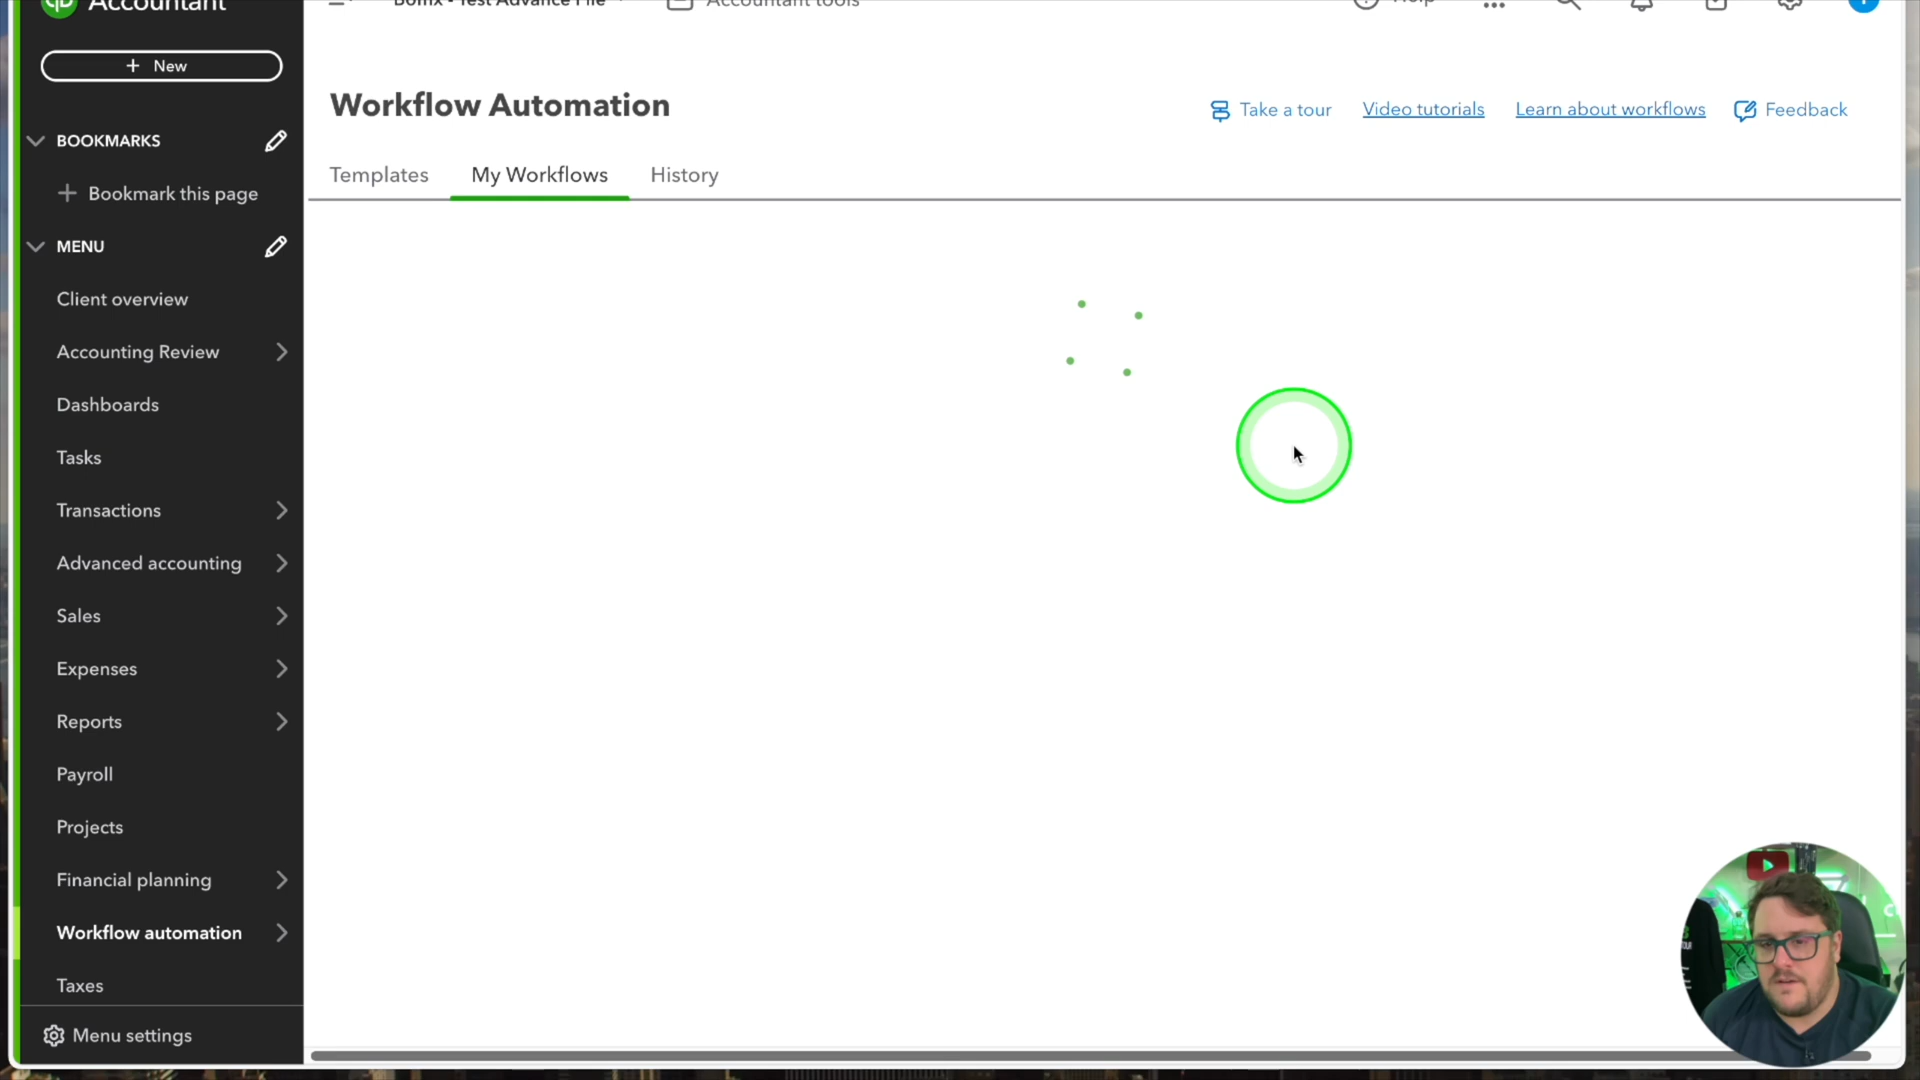 Accountant
Accountant tools
Help
+ New
Workflow Automation
Take a tour
Video tutorials
Learn about workflows
Feedback
BOOKMARKS
Templates
My Workflows
History
+ Bookmark this page
MENU
Client overview
Accounting Review
Dashboards
Tasks
Transactions
Advanced accounting
Sales
Expenses
Reports
Payroll
Projects
Financial planning
Workflow automation
Taxes
Menu settings